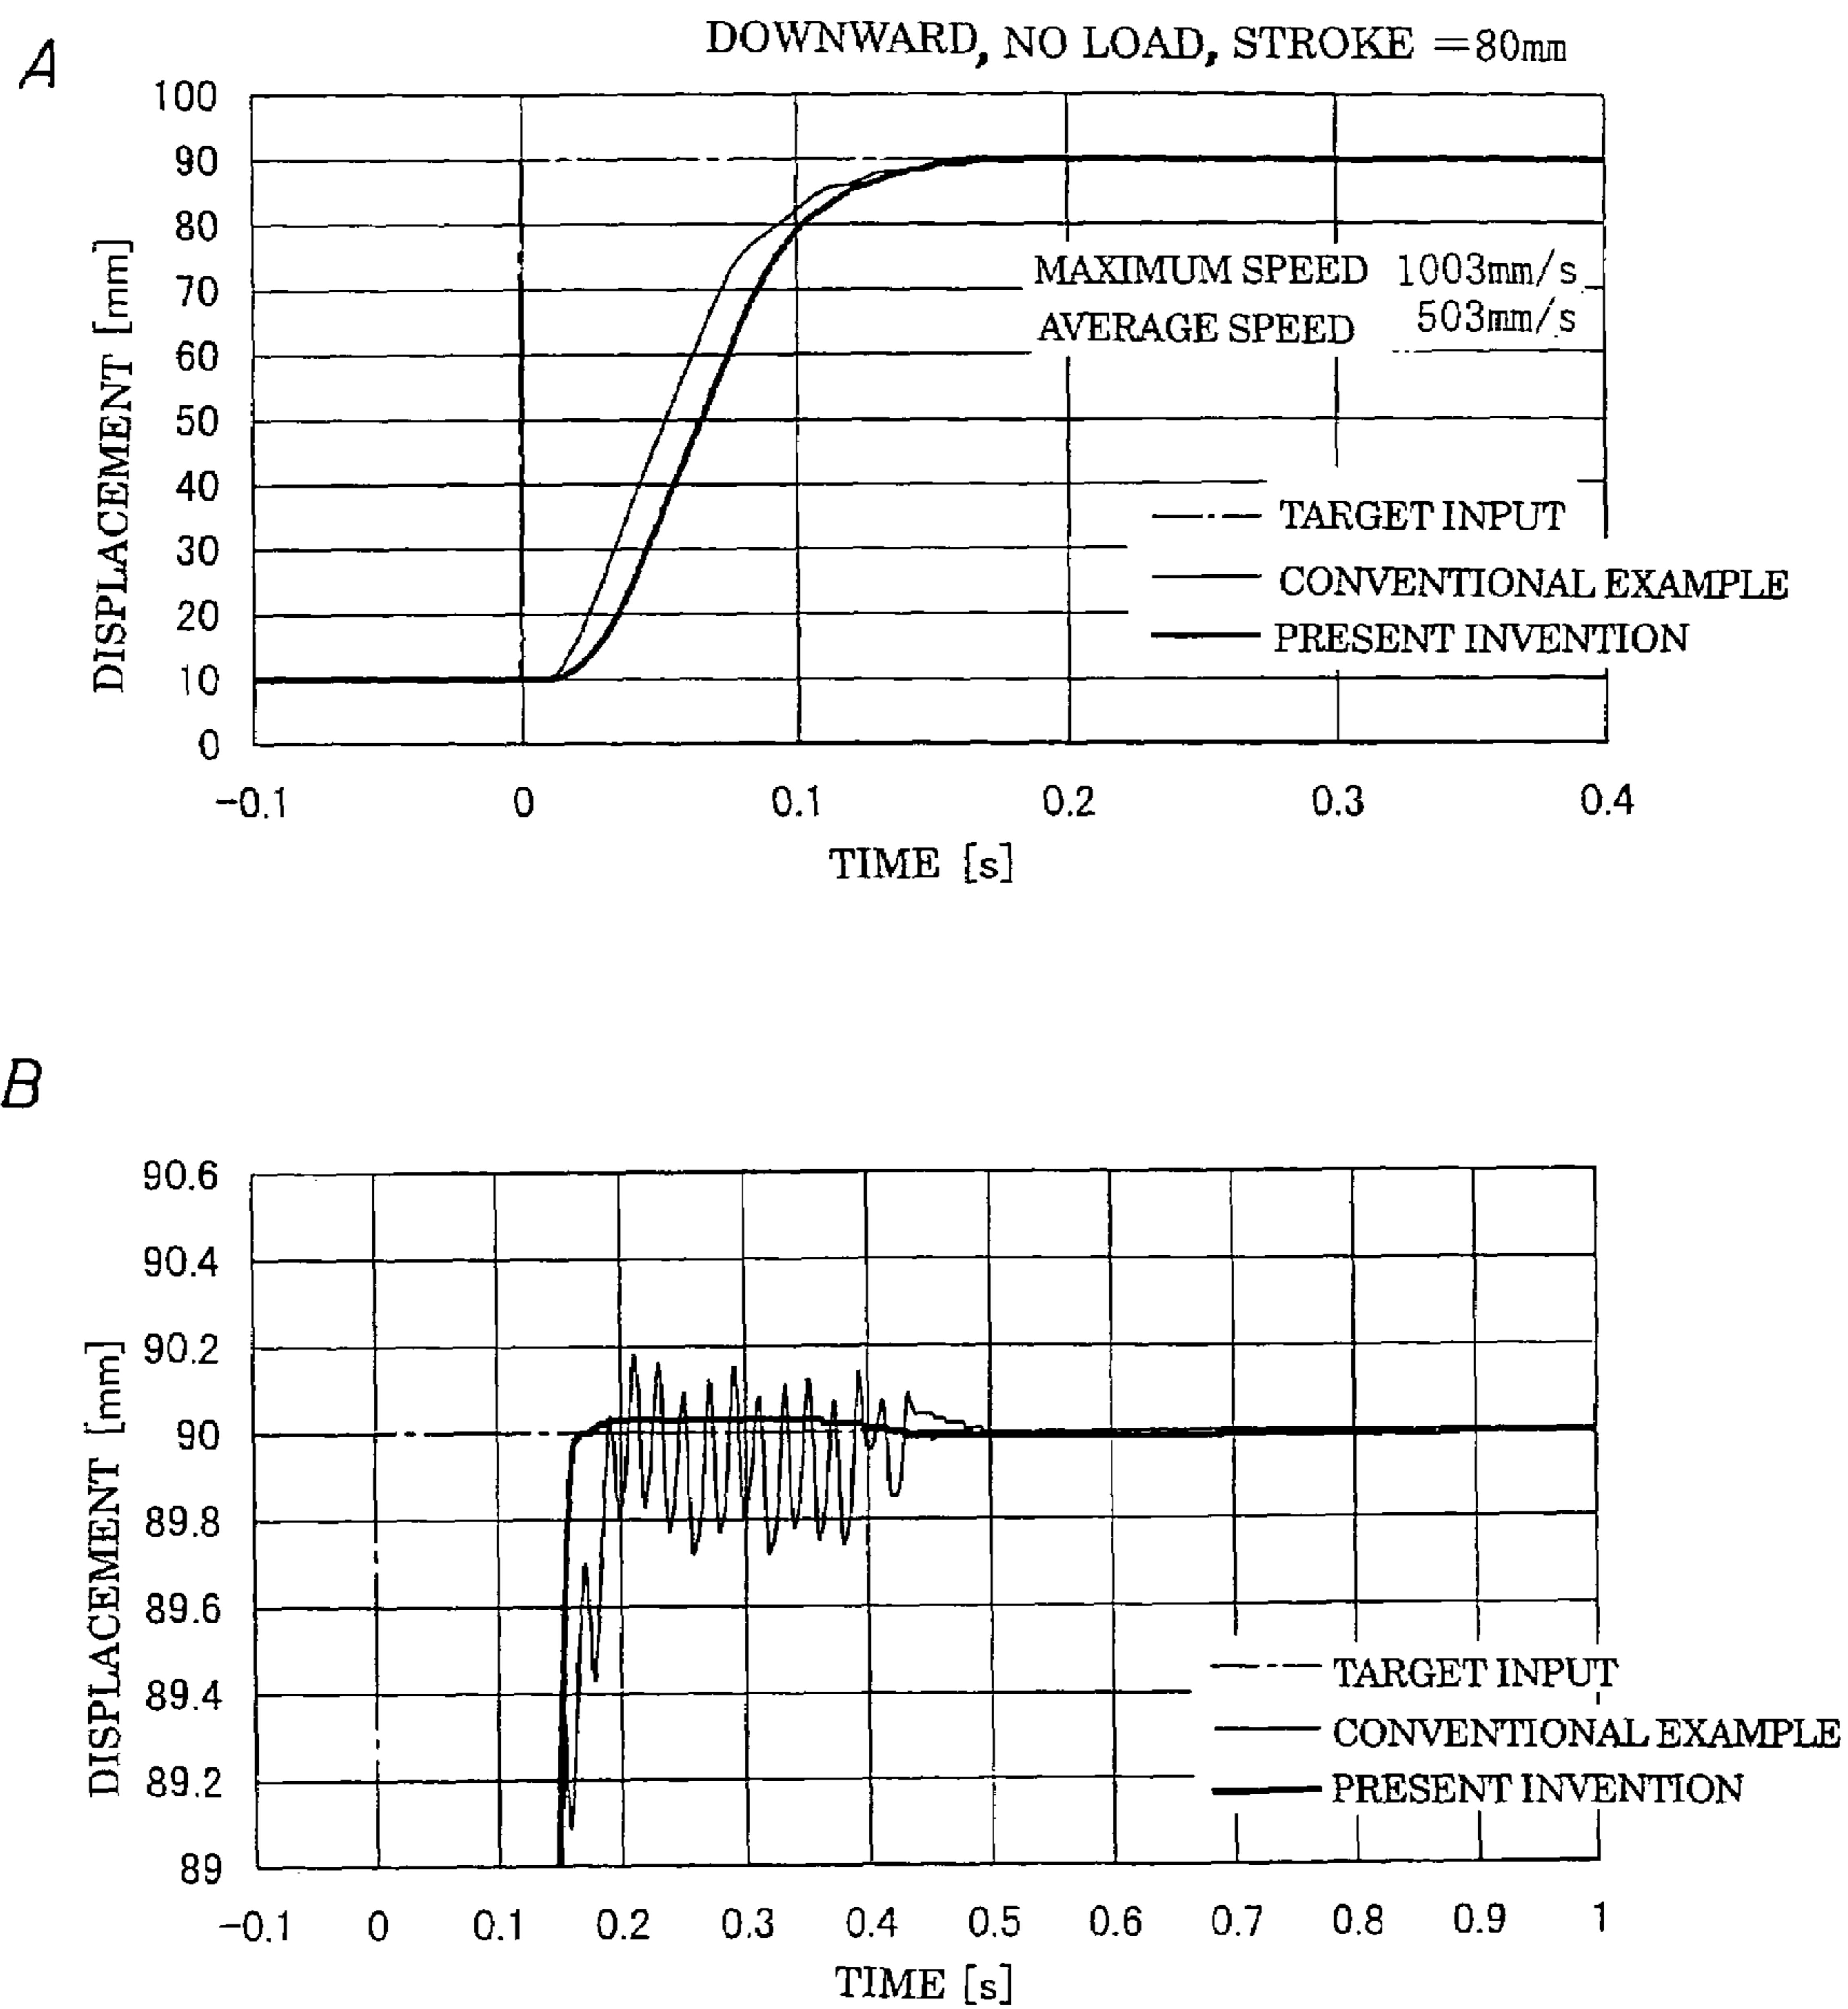 A
DOWNWARD, NO LOAD, STROKE =80mm
DISPLACEMENT [mm]
100
90
80
70
60
50
40
30
20
10
0
MAXIMUM SPEED 1003mm/s
AVERAGE SPEED 503mm/s
TARGET INPUT
CONVENTIONAL EXAMPLE
PRESENT INVENTION
-0.1 0 0.1 0.2 0.3 0.4
TIME [s]
B
DISPLACEMENT [mm]
90.6
90.4
90.2
90
89.8
89.6
89.4
89.2
89
TARGET INPUT
CONVENTIONAL EXAMPLE
PRESENT INVENTION
-0.1 0 0.1 0.2 0.3 0.4 0.5 0.6 0.7 0.8 0.9 1
TIME [s]